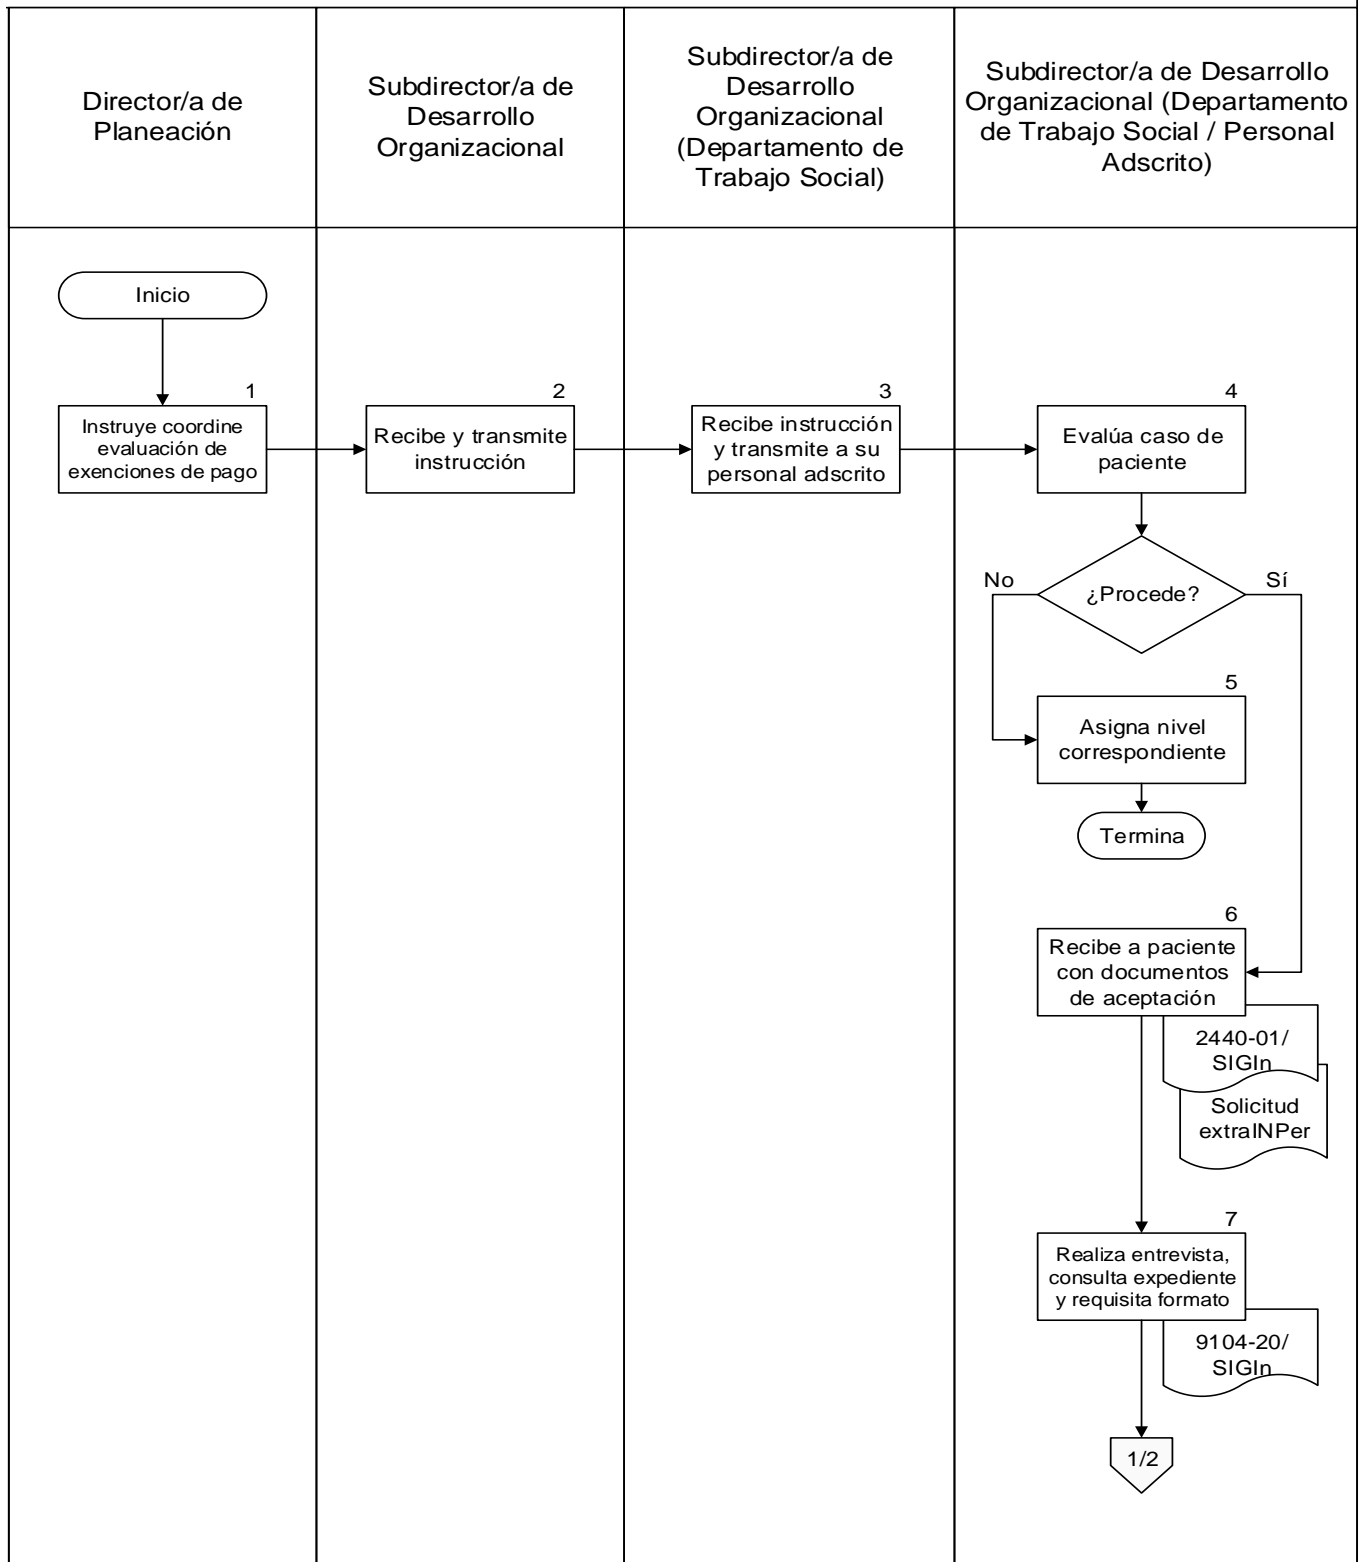 Director/a de
Planeación
Subdirector/a de
Desarrollo
Organizacional
Subdirector/a de
Desarrollo
Organizacional
(Departamento de
Trabajo Social)
Subdirector/a de Desarrollo
Organizacional (Departamento
de Trabajo Social / Personal
Adscrito)
Inicio
1
Instruye coordine
evaluación de
exenciones de pago
2
Recibe y transmite
instrucción
3
Recibe instrucción
y transmite a su
personal adscrito
4
Evalúa caso de
paciente
No
¿Procede?
Sí
5
Asigna nivel
correspondiente
Termina
6
Recibe a paciente
con documentos
de aceptación
2440-01/
SIGIn
Solicitud
extraINPer
7
Realiza entrevista,
consulta expediente
y requisita formato
9104-20/
SIGIn
1/2